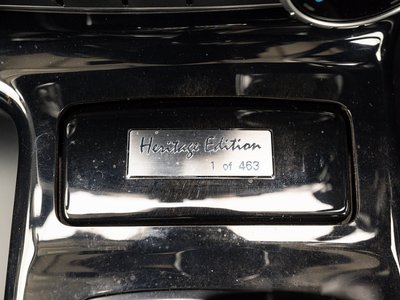 Heritage Edition
1 of 463